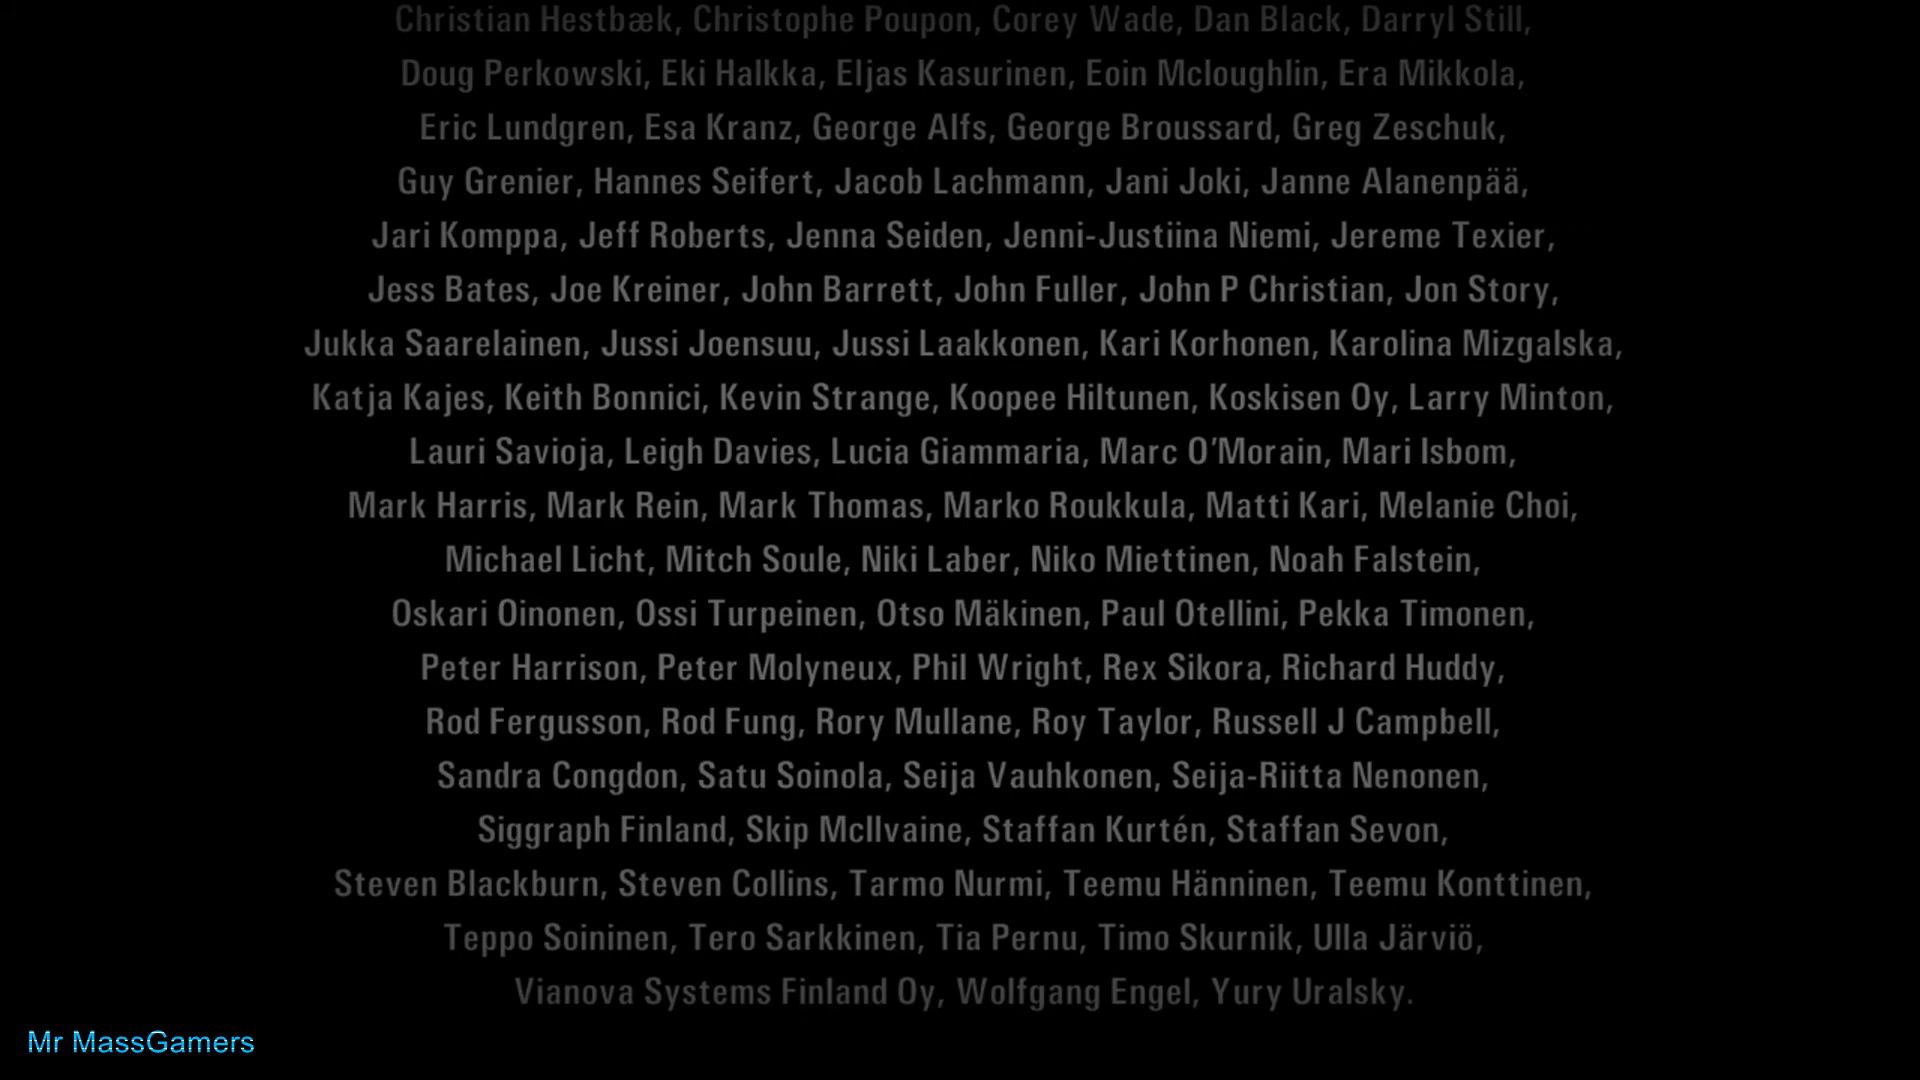 Christian Hestbæk, Christophe Poupon, Corey Wade, Dan Black, Darryl Still,
Doug Perkowski, Eki Halkka, Eljas Kasurinen, Eoin Mcloughlin, Era Mikkola,
Eric Lundgren, Esa Kranz, George Alfs, George Broussard, Greg Zeschuk,
Guy Grenier, Hannes Seifert, Jacob Lachmann, Jani Joki, Janne Alanenpää,
Jari Komppa, Jeff Roberts, Jenna Seiden, Jenni-Justiina Niemi, Jereme Texier,
Jess Bates, Joe Kreiner, John Barrett, John Fuller, John P Christian, Jon Story,
Jukka Saarelainen, Jussi Joensuu, Jussi Laakkonen, Kari Korhonen, Karolina Mizgalska,
Katja Kajes, Keith Bonnici, Kevin Strange, Koopee Hiltunen, Koskisen Oy, Larry Minton,
Lauri Savioja, Leigh Davies, Lucia Giammaria, Marc O’Morain, Mari Isbom,
Mark Harris, Mark Rein, Mark Thomas, Marko Roukkula, Matti Kari, Melanie Choi,
Michael Licht, Mitch Soule, Niki Laber, Niko Miettinen, Noah Falstein,
Oskari Oinonen, Ossi Turpeinen, Otso Mäkinen, Paul Otellini, Pekka Timonen,
Peter Harrison, Peter Molyneux, Phil Wright, Rex Sikora, Richard Huddy,
Rod Fergusson, Rod Fung, Rory Mullane, Roy Taylor, Russell J Campbell,
Sandra Congdon, Satu Soinola, Seija Vauhkonen, Seija-Riitta Nenonen,
Siggraph Finland, Skip McIlvaine, Staffan Kurtén, Staffan Sevon,
Steven Blackburn, Steven Collins, Tarmo Nurmi, Teemu Hänninen, Teemu Konttinen,
Teppo Soininen, Tero Sarkkinen, Tia Pernu, Timo Skurnik, Ulla Järviö,
Vianova Systems Finland Oy, Wolfgang Engel, Yury Uralsky.
Mr MassGamers